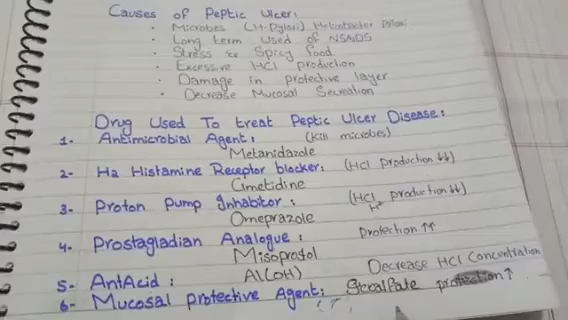 Causes of Peptic Ulcer:
• Microbes (H-Pylori) Helicobacter Pylori
• Long term Used of NSAIDS
• Stress & Spicy food
• Excessive HCl production
• Damage in protective layer
• Decrease Mucosal Secreation
Drug Used To treat Peptic Ulcer Disease:
1- Antimicrobial Agent: (Kill microbes)
Metanidazole
2- H2 Histamine Receptor blocker: (HCl production ↓↓)
Cimetidine
3- Proton Pump Inhabitor: (HCl production ↓↓)
H+
Omeprazole
4- Prostagladian Analogue: Protection ↑↑
Misoprostol
5- AntAcid: Al(OH) Decrease HCl Concentration
6- Mucosal protective Agent: protection ↑